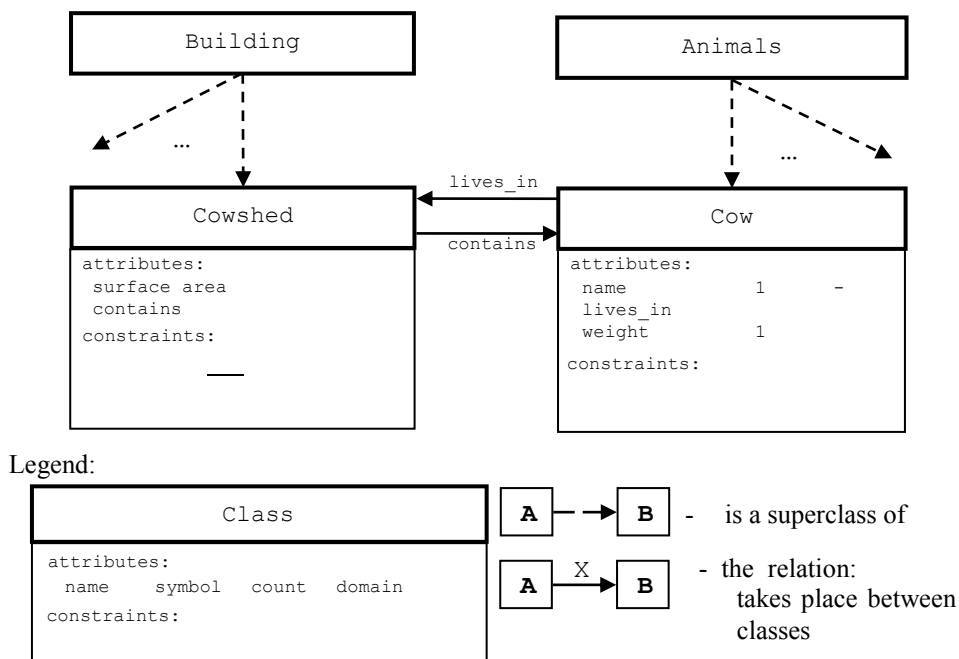 Building
Animals
...
...
lives_in
Cowshed
Cow
contains
attributes:
surface area
contains
constraints:
attributes:
name 1 -
lives_in
weight 1
constraints:
Legend:
Class
attributes:
name symbol count domain
constraints:
A B - is a superclass of
A X B - the relation:
takes place between
classes